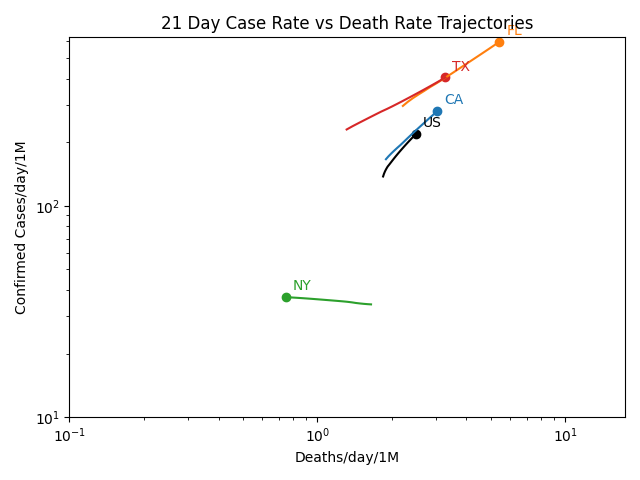 21 Day Case Rate vs Death Rate Trajectories
FL
TX
CA
US
NY
10²
10¹
10⁻¹
10⁰
10¹
Confirmed Cases/day/1M
Deaths/day/1M